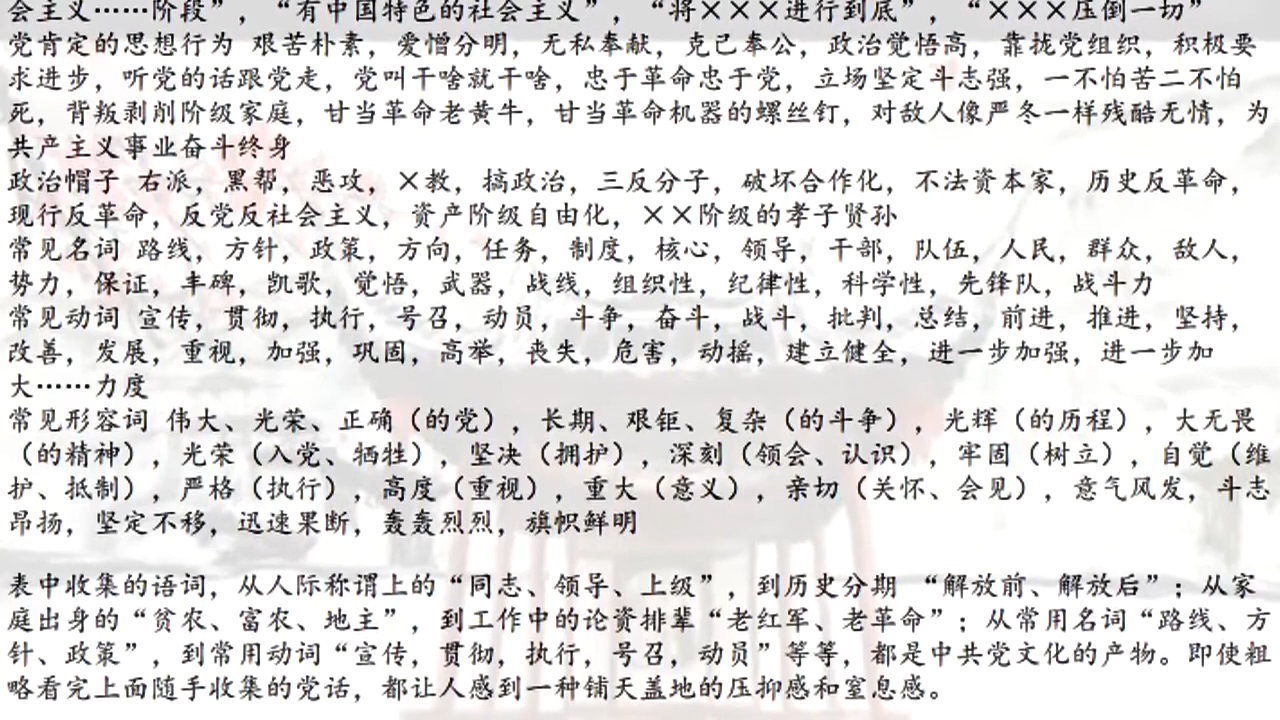 会主义……阶段”，“有中国特色的社会主义”，“将×××进行到底”，“×××压倒一切”
党肯定的思想行为 艰苦朴素，爱憎分明，无私奉献，克己奉公，政治觉悟高，靠拢党组织，积极要
求进步，听党的话跟党走，党叫干啥就干啥，忠于革命忠于党，立场坚定斗志强，一不怕苦二不怕
死，背叛剥削阶级家庭，甘当革命老黄牛，甘当革命机器的螺丝钉，对敌人像严冬一样残酷无情，为
共产主义事业奋斗终身
政治帽子 右派，黑帮，恶攻，×教，搞政治，三反分子，破坏合作化，不法资本家，历史反革命，
现行反革命，反党反社会主义，资产阶级自由化，××阶级的孝子贤孙
常见名词 路线，方针，政策，方向，任务，制度，核心，领导，干部，队伍，人民，群众，敌人，
势力，保证，丰碑，凯歌，觉悟，武器，战线，组织性，纪律性，科学性，先锋队，战斗力
常见动词 宣传，贯彻，执行，号召，动员，斗争，奋斗，战斗，批判，总结，前进，推进，坚持，
改善，发展，重视，加强，巩固，高举，丧失，危害，动摇，建立健全，进一步加强，进一步加
大……力度
常见形容词 伟大、光荣、正确（的党），长期、艰钜、复杂（的斗争），光辉（的历程），大无畏
（的精神），光荣（入党、牺牲），坚决（拥护），深刻（领会、认识），牢固（树立），自觉（维
护、抵制），严格（执行），高度（重视），重大（意义），亲切（关怀、会见），意气风发，斗志
昂扬，坚定不移，迅速果断，轰轰烈烈，旗帜鲜明
表中收集的语词，从人际称谓上的“同志、领导、上级”，到历史分期 “解放前、解放后”；从家
庭出身的“贫农、富农、地主”，到工作中的论资排辈“老红军、老革命”；从常用名词“路线、方
针、政策”，到常用动词“宣传，贯彻，执行，号召，动员”等等，都是中共党文化的产物。即使粗
略看完上面随手收集的党话，都让人感到一种铺天盖地的压抑感和窒息感。